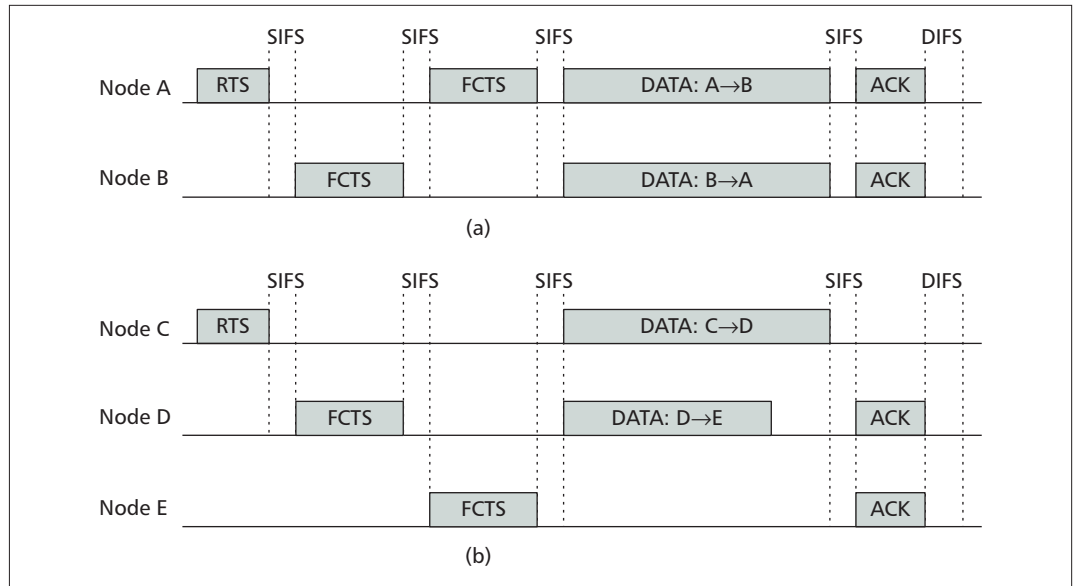 SIFS SIFS SIFS SIFS DIFS
Node A RTS FCTS DATA: A→B ACK
Node B FCTS DATA: B→A ACK
(a)
SIFS SIFS SIFS SIFS DIFS
Node C RTS DATA: C→D
Node D FCTS DATA: D→E ACK
Node E FCTS ACK
(b)